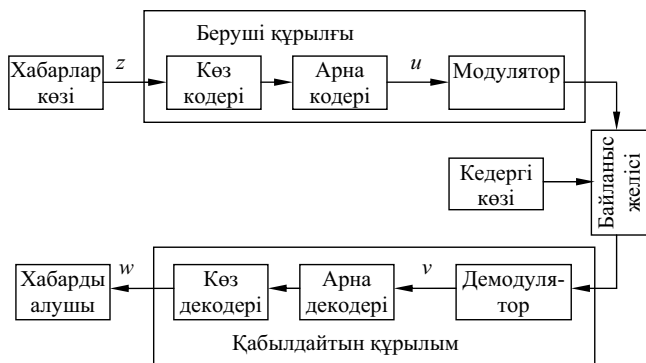 Беруші құрылғы
Хабарлар
көзі
z
Көз
кодері
Арна
кодері
u
Модулятор
Кедергі
көзі
Байланыс
желісі
Хабарды
алушы
w
Көз
декодері
Арна
декодері
v
Демодуля-
тор
Қабылдайтын құрылым